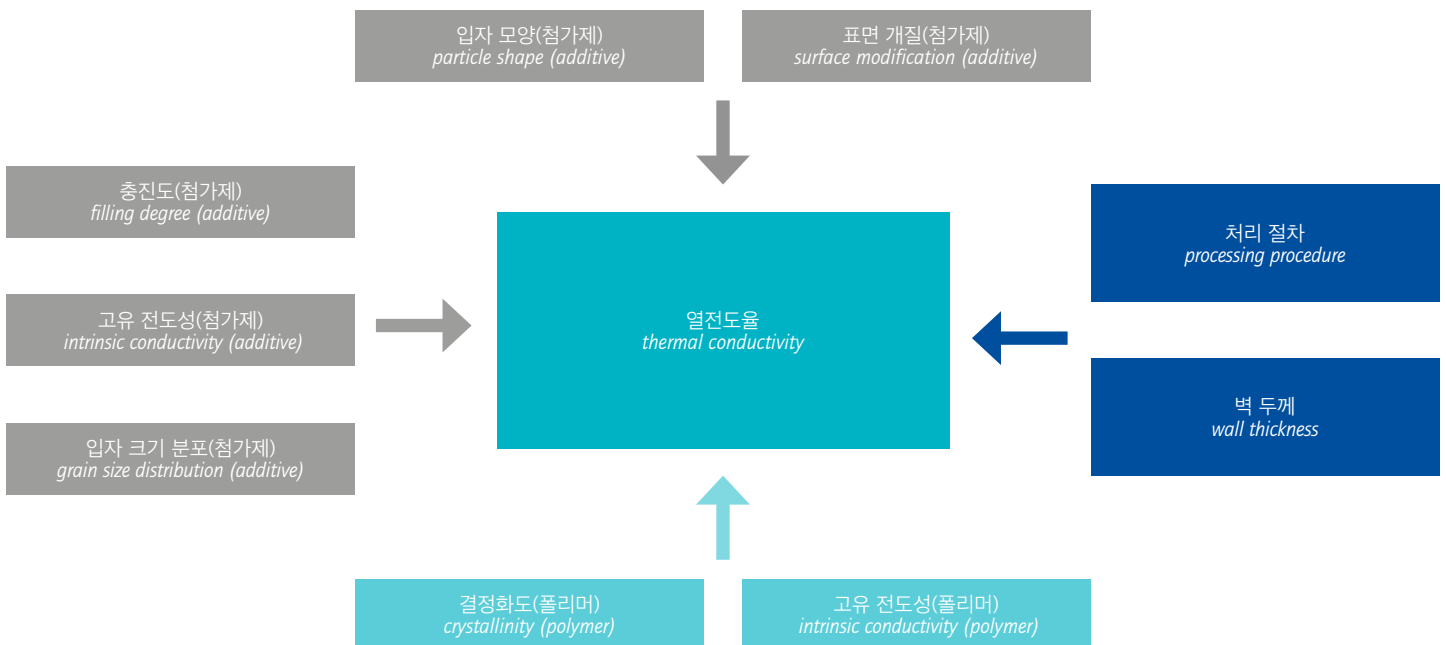 입자 모양(첨가제)
particle shape (additive)
표면 개질(첨가제)
surface modification (additive)
충진도(첨가제)
filling degree (additive)
고유 전도성(첨가제)
intrinsic conductivity (additive)
입자 크기 분포(첨가제)
grain size distribution (additive)
열전도율
thermal conductivity
처리 절차
processing procedure
벽 두께
wall thickness
결정화도(폴리머)
crystallinity (polymer)
고유 전도성(폴리머)
intrinsic conductivity (polymer)